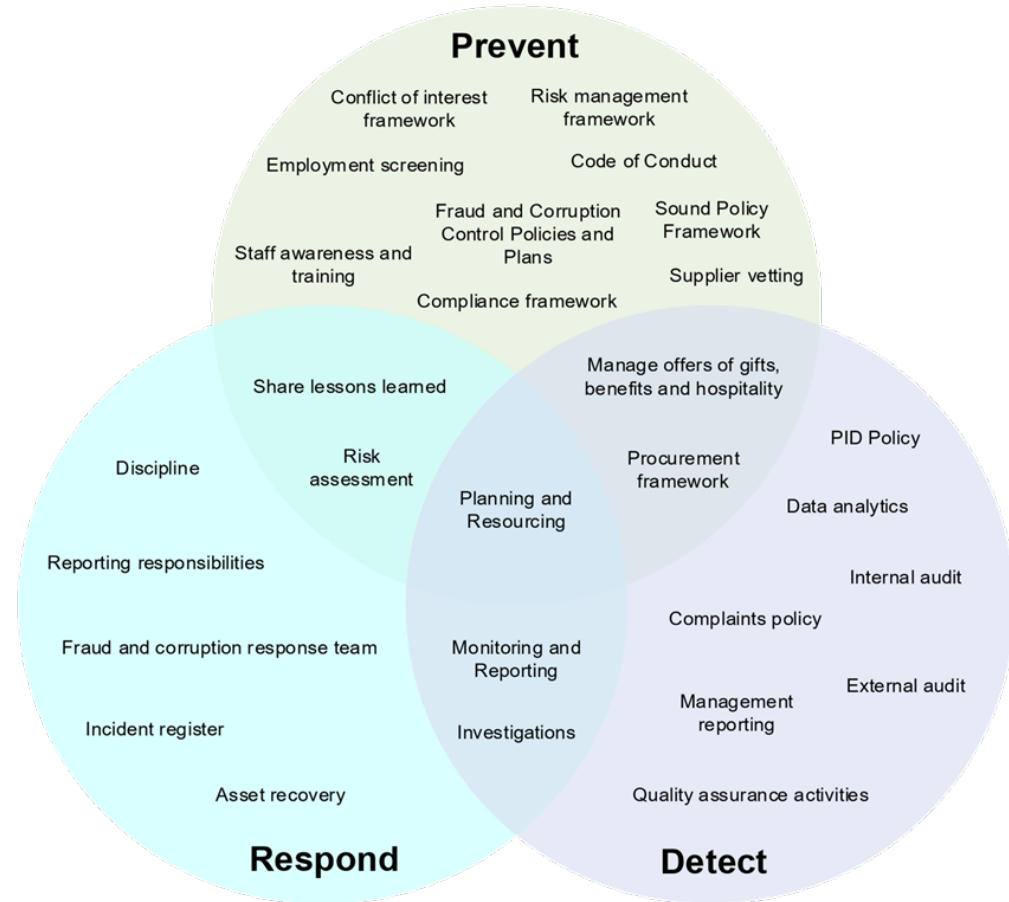 Prevent
Conflict of interest
framework
Risk management
framework
Employment screening
Code of Conduct
Fraud and Corruption
Control Policies and
Plans
Sound Policy
Framework
Staff awareness and
training
Supplier vetting
Compliance framework
Share lessons learned
Manage offers of gifts,
benefits and hospitality
Risk
assessment
Procurement
framework
Planning and
Resourcing
Discipline
Reporting responsibilities
Fraud and corruption response team
Incident register
Asset recovery
Monitoring and
Reporting
Investigations
PID Policy
Data analytics
Internal audit
Complaints policy
External audit
Management
reporting
Quality assurance activities
Respond
Detect